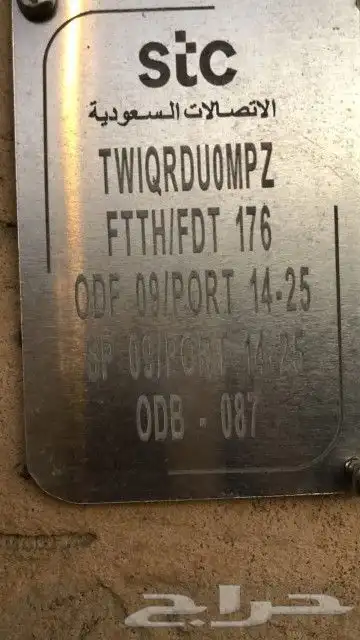 stc
الاتصالات السعودية
TWIQRDU0MPZ
FTTH/FDT 176
ODF 09/PORT 14-25
SP 09/PORT 14-25
ODB - 087
حراج